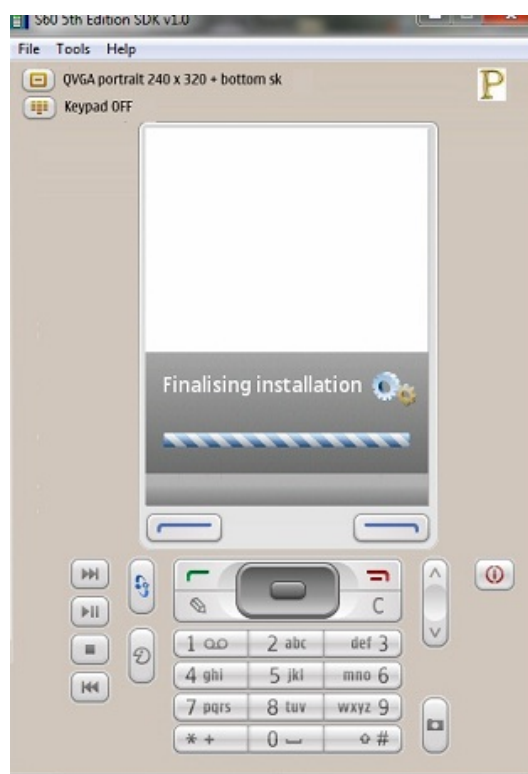 S60 5th Edition SDK v1.0
File Tools Help
QVGA portrait 240 x 320 + bottom sk
P
Keypad OFF
Finalising installation
C
1 2 abc def 3
4 ghi 5 jkl mno 6
7 pqrs 8 tuv wxyz 9
* + 0 #